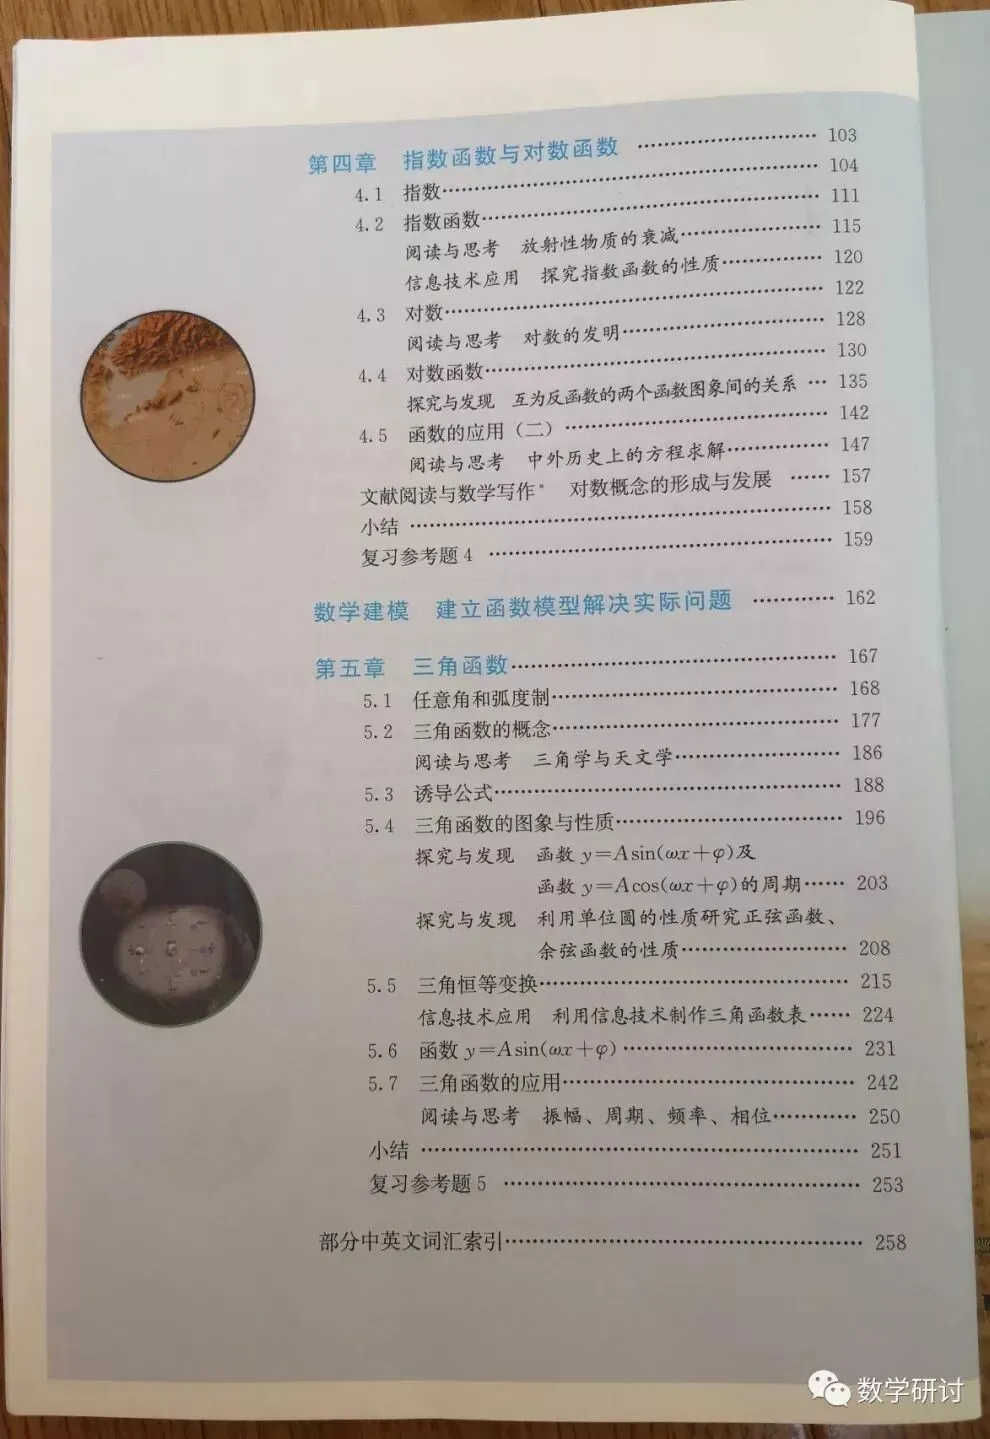 第四章 指数函数与对数函数 …… 103
4.1 指数 …… 104
4.2 指数函数 …… 111
阅读与思考 放射性物质的衰减 …… 115
信息技术应用 探究指数函数的性质 …… 120
4.3 对数 …… 122
阅读与思考 对数的发明 …… 128
4.4 对数函数 …… 130
探究与发现 互为反函数的两个函数图象间的关系 … 135
4.5 函数的应用（二） …… 142
阅读与思考 中外历史上的方程求解 …… 147
文献阅读与数学写作* 对数概念的形成与发展 …… 157
小结 …… 158
复习参考题 4 …… 159
数学建模 建立函数模型解决实际问题 …… 162
第五章 三角函数 …… 167
5.1 任意角和弧度制 …… 168
5.2 三角函数的概念 …… 177
阅读与思考 三角学与天文学 …… 186
5.3 诱导公式 …… 188
5.4 三角函数的图象与性质 …… 196
探究与发现 函数 y=Asin(ωx+φ)及
函数 y=Acos(ωx+φ)的周期 …… 203
探究与发现 利用单位圆的性质研究正弦函数、
余弦函数的性质 …… 208
5.5 三角恒等变换 …… 215
信息技术应用 利用信息技术制作三角函数表 …… 224
5.6 函数 y=Asin(ωx+φ) …… 231
5.7 三角函数的应用 …… 242
阅读与思考 振幅、周期、频率、相位 …… 250
小结 …… 251
复习参考题 5 …… 253
部分中英文词汇索引 …… 258
数学研讨